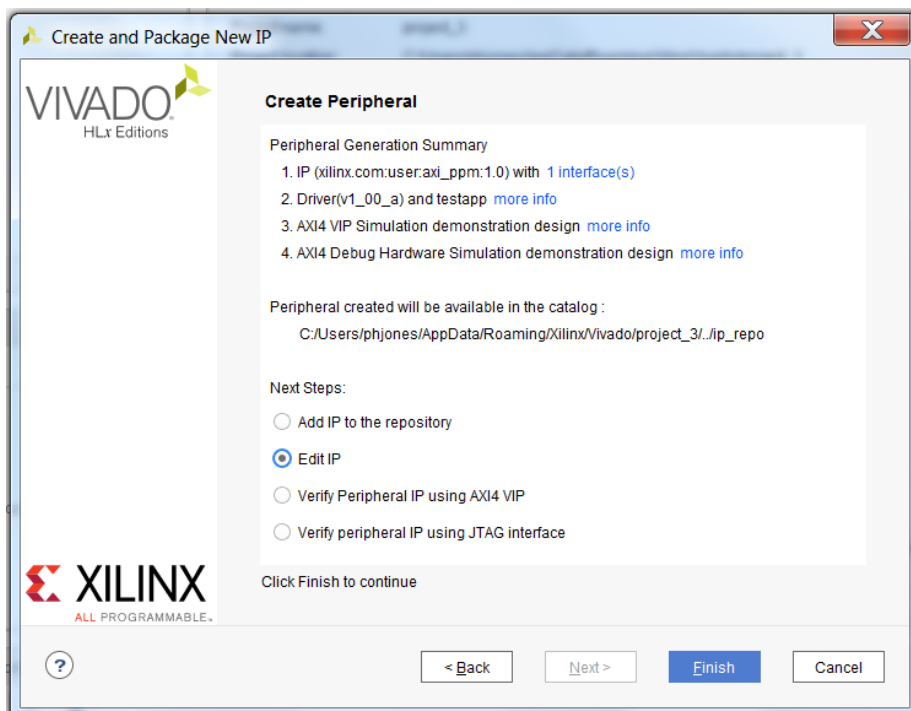 Create and Package New IP
VIVADO
HLx Editions
Create Peripheral
Peripheral Generation Summary
1. IP (xilinx.com:user:axi_ppm:1.0) with 1 interface(s)
2. Driver(v1_00_a) and testapp more info
3. AXI4 VIP Simulation demonstration design more info
4. AXI4 Debug Hardware Simulation demonstration design more info
Peripheral created will be available in the catalog :
C:/Users/phjones/AppData/Roaming/Xilinx/Vivado/project_3/../ip_repo
Next Steps:
Add IP to the repository
Edit IP
Verify Peripheral IP using AXI4 VIP
Verify peripheral IP using JTAG interface
Click Finish to continue
XILINX
ALL PROGRAMMABLE™
? < Back Next > Finish Cancel